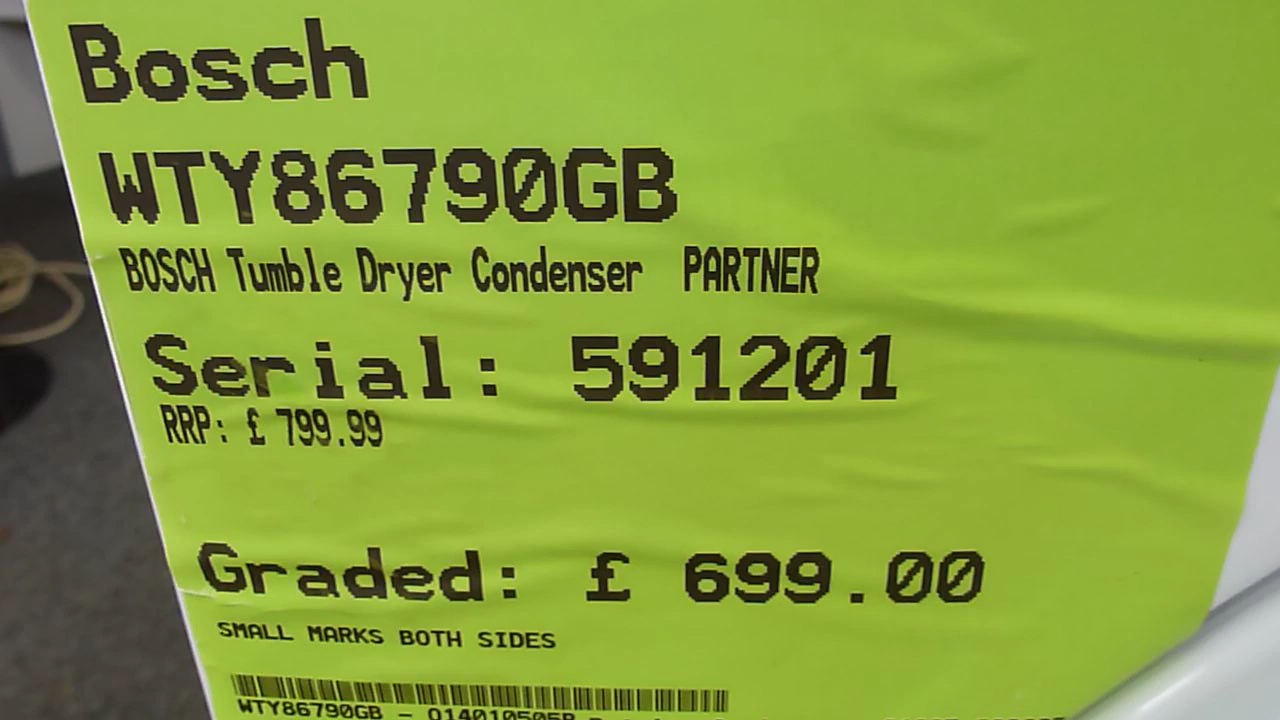 Bosch
WTY86790GB
BOSCH Tumble Dryer Condenser PARTNER
Serial: 591201
RRP: £ 799.99
Graded: £ 699.00
SMALL MARKS BOTH SIDES
WTY86790GB -